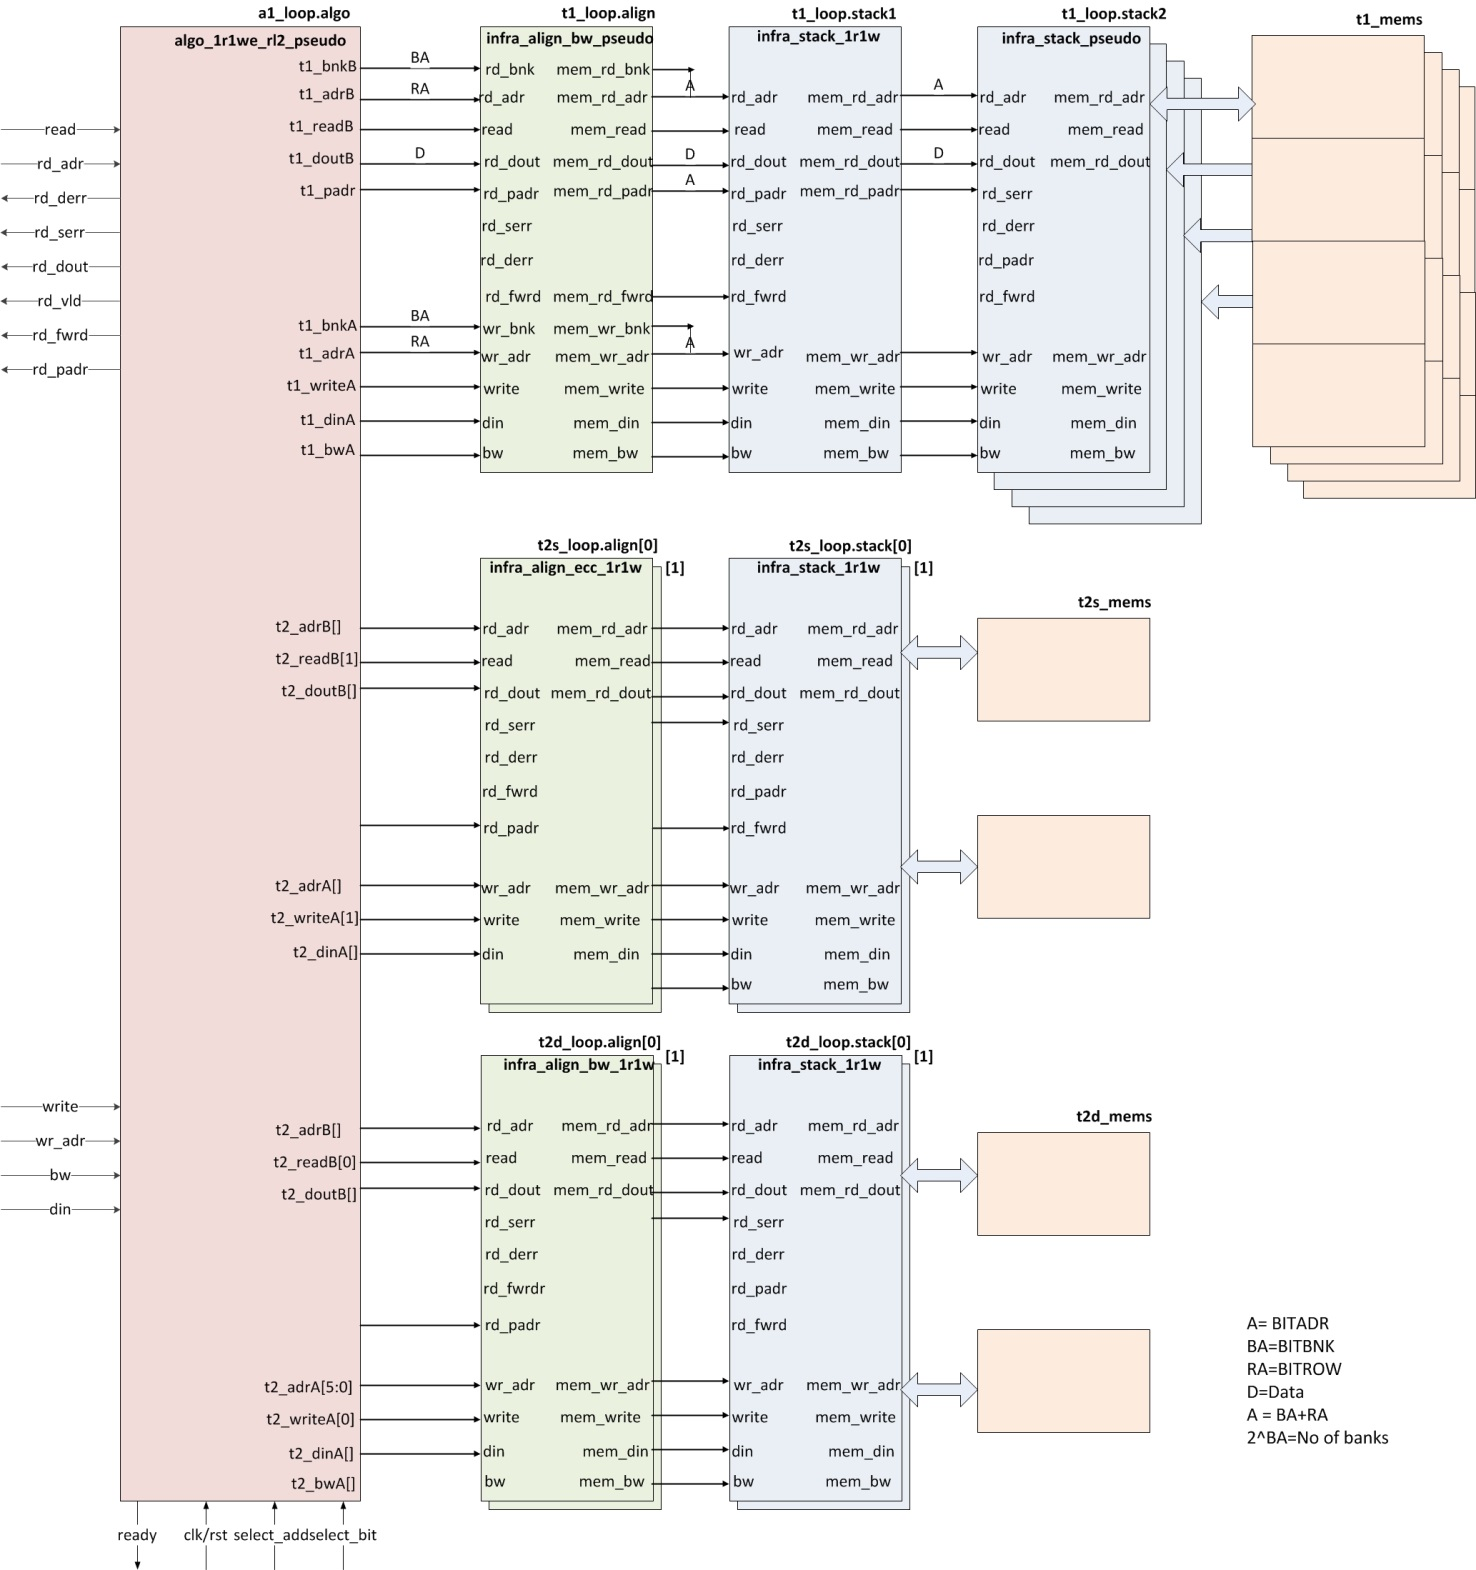 a1_loop.algo
algo_1r1we_rl2_pseudo
read
rd_adr
rd_derr
rd_serr
rd_dout
rd_vld
rd_fwrd
rd_padr
write
wr_adr
bw
din
t1_bnkB
t1_adrB
t1_readB
t1_doutB
t1_padr
t1_bnkA
t1_adrA
t1_writeA
t1_dinA
t1_bwA
t2_adrB[]
t2_readB[1]
t2_doutB[]
t2_adrA[]
t2_writeA[1]
t2_dinA[]
t2_adrB[]
t2_readB[0]
t2_doutB[]
t2_adrA[5:0]
t2_writeA[0]
t2_dinA[]
t2_bwA[]
ready
clk/rst
select_addr
select_bit
BA
RA
D
BA
RA
t1_loop.align
infra_align_bw_pseudo
rd_bnk mem_rd_bnk
rd_adr mem_rd_adr
read mem_read
rd_dout mem_rd_dout
rd_padr mem_rd_padr
rd_serr
rd_derr
rd_fwrd mem_rd_fwrd
wr_bnk mem_wr_bnk
wr_adr mem_wr_adr
write mem_write
din mem_din
bw mem_bw
A
D
A
A
t1_loop.stack1
infra_stack_1r1w
rd_adr mem_rd_adr
read mem_read
rd_dout mem_rd_dout
rd_padr mem_rd_padr
rd_serr
rd_derr
rd_fwrd
wr_adr mem_wr_adr
write mem_write
din mem_din
bw mem_bw
A
D
t1_loop.stack2
infra_stack_pseudo
rd_adr mem_rd_adr
read mem_read
rd_dout mem_rd_dout
rd_serr
rd_derr
rd_padr
rd_fwrd
wr_adr mem_wr_adr
write mem_write
din mem_din
bw mem_bw
t1_mems
t2s_loop.align[0]
[1]
infra_align_ecc_1r1w
rd_adr mem_rd_adr
read mem_read
rd_dout mem_rd_dout
rd_serr
rd_derr
rd_fwrd
rd_padr
wr_adr mem_wr_adr
write mem_write
din mem_din
t2s_loop.stack[0]
[1]
infra_stack_1r1w
rd_adr mem_rd_adr
read mem_read
rd_dout mem_rd_dout
rd_serr
rd_derr
rd_padr
rd_fwrd
wr_adr mem_wr_adr
write mem_write
din mem_din
bw mem_bw
t2s_mems
t2d_loop.align[0]
[1]
infra_align_bw_1r1w
rd_adr mem_rd_adr
read mem_read
rd_dout mem_rd_dout
rd_serr
rd_derr
rd_fwrdr
rd_padr
wr_adr mem_wr_adr
write mem_write
din mem_din
bw mem_bw
t2d_loop.stack[0]
[1]
infra_stack_1r1w
rd_adr mem_rd_adr
read mem_read
rd_dout mem_rd_dout
rd_serr
rd_derr
rd_padr
rd_fwrd
wr_adr mem_wr_adr
write mem_write
din mem_din
bw mem_bw
t2d_mems
A= BITADR
BA=BITBNK
RA=BITROW
D=Data
A = BA+RA
2^BA=No of banks